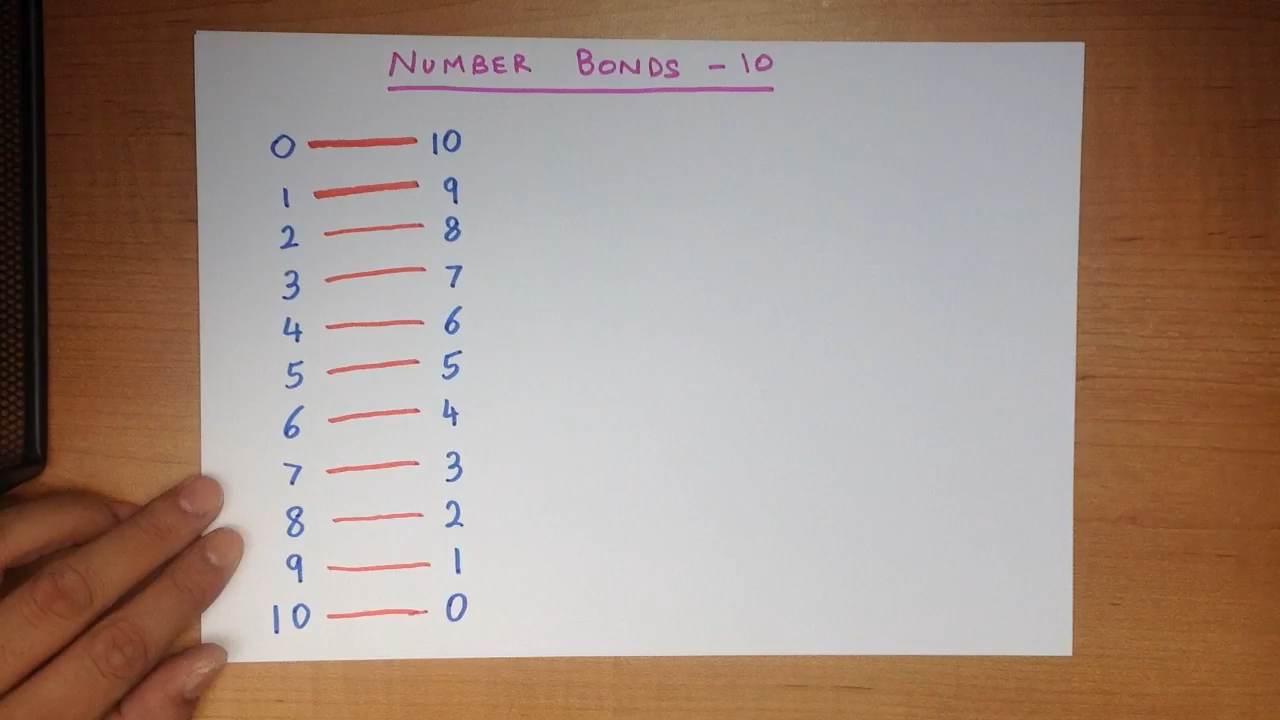 NUMBER BONDS - 10
0 — 10
1 — 9
2 — 8
3 — 7
4 — 6
5 — 5
6 — 4
7 — 3
8 — 2
9 — 1
10 — 0